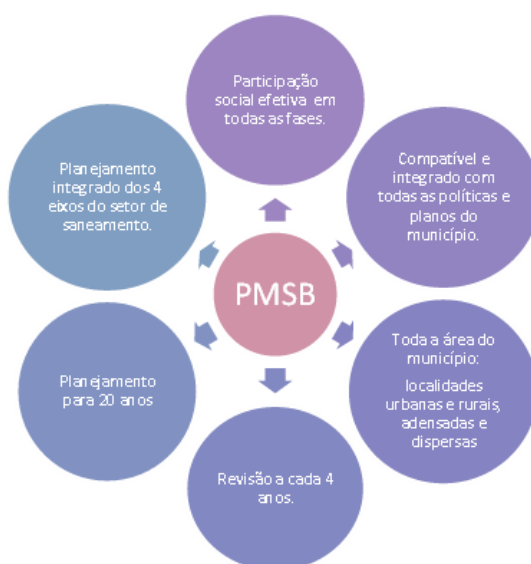 Participação
social efetiva em
todas as fases.
Compatível e
integrado com
todas as políticas e
planos do
município.
Toda a área do
município:
localidades
urbanas e rurais,
adensadas e
dispersas
Revisão a cada 4
anos.
Planejamento
para 20 anos
Planejamento
integrado dos 4
eixos do setor de
saneamento.
PMSB